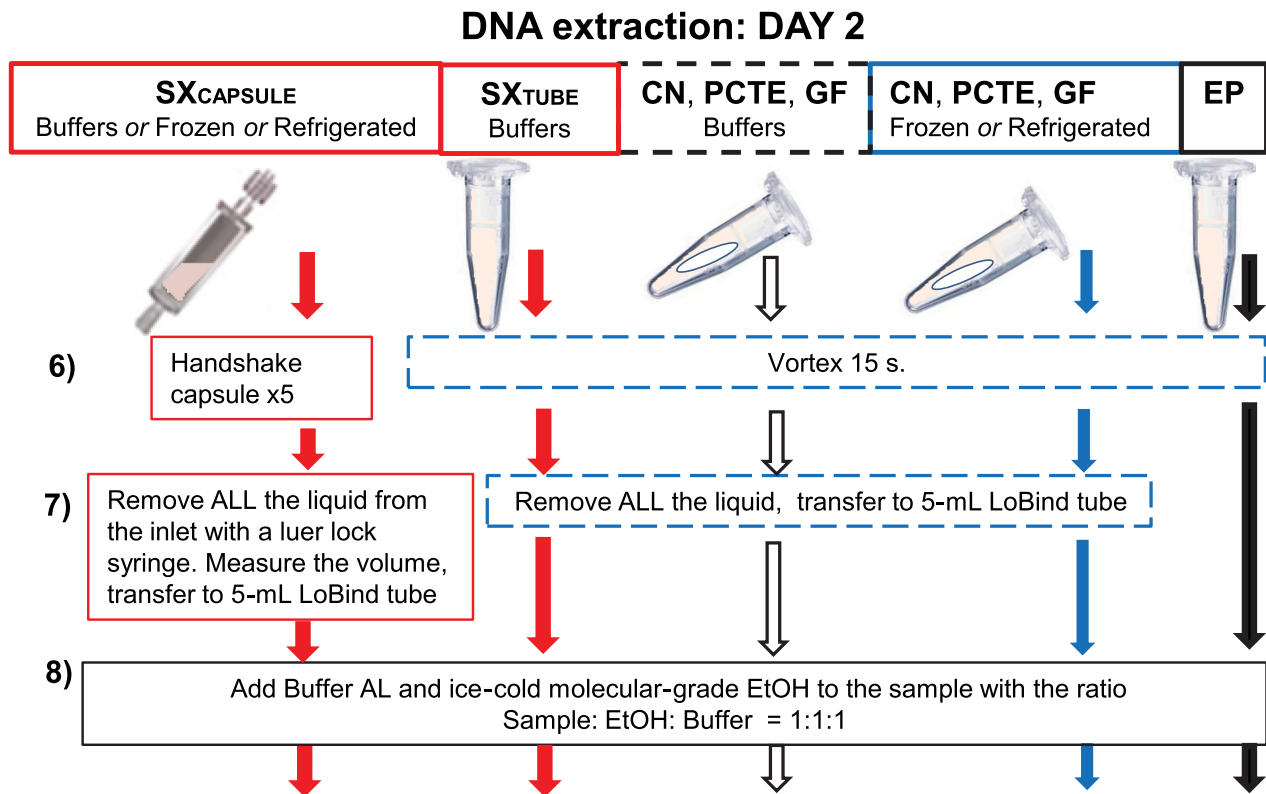 DNA extraction: DAY 2
SXCAPSULE
Buffers or Frozen or Refrigerated
SXTUBE
Buffers
CN, PCTE, GF
Buffers
CN, PCTE, GF
Frozen or Refrigerated
EP
6)
Handshake
capsule x5
Vortex 15 s.
7)
Remove ALL the liquid from
the inlet with a luer lock
syringe. Measure the volume,
transfer to 5-mL LoBind tube
Remove ALL the liquid, transfer to 5-mL LoBind tube
8)
Add Buffer AL and ice-cold molecular-grade EtOH to the sample with the ratio
Sample: EtOH: Buffer = 1:1:1